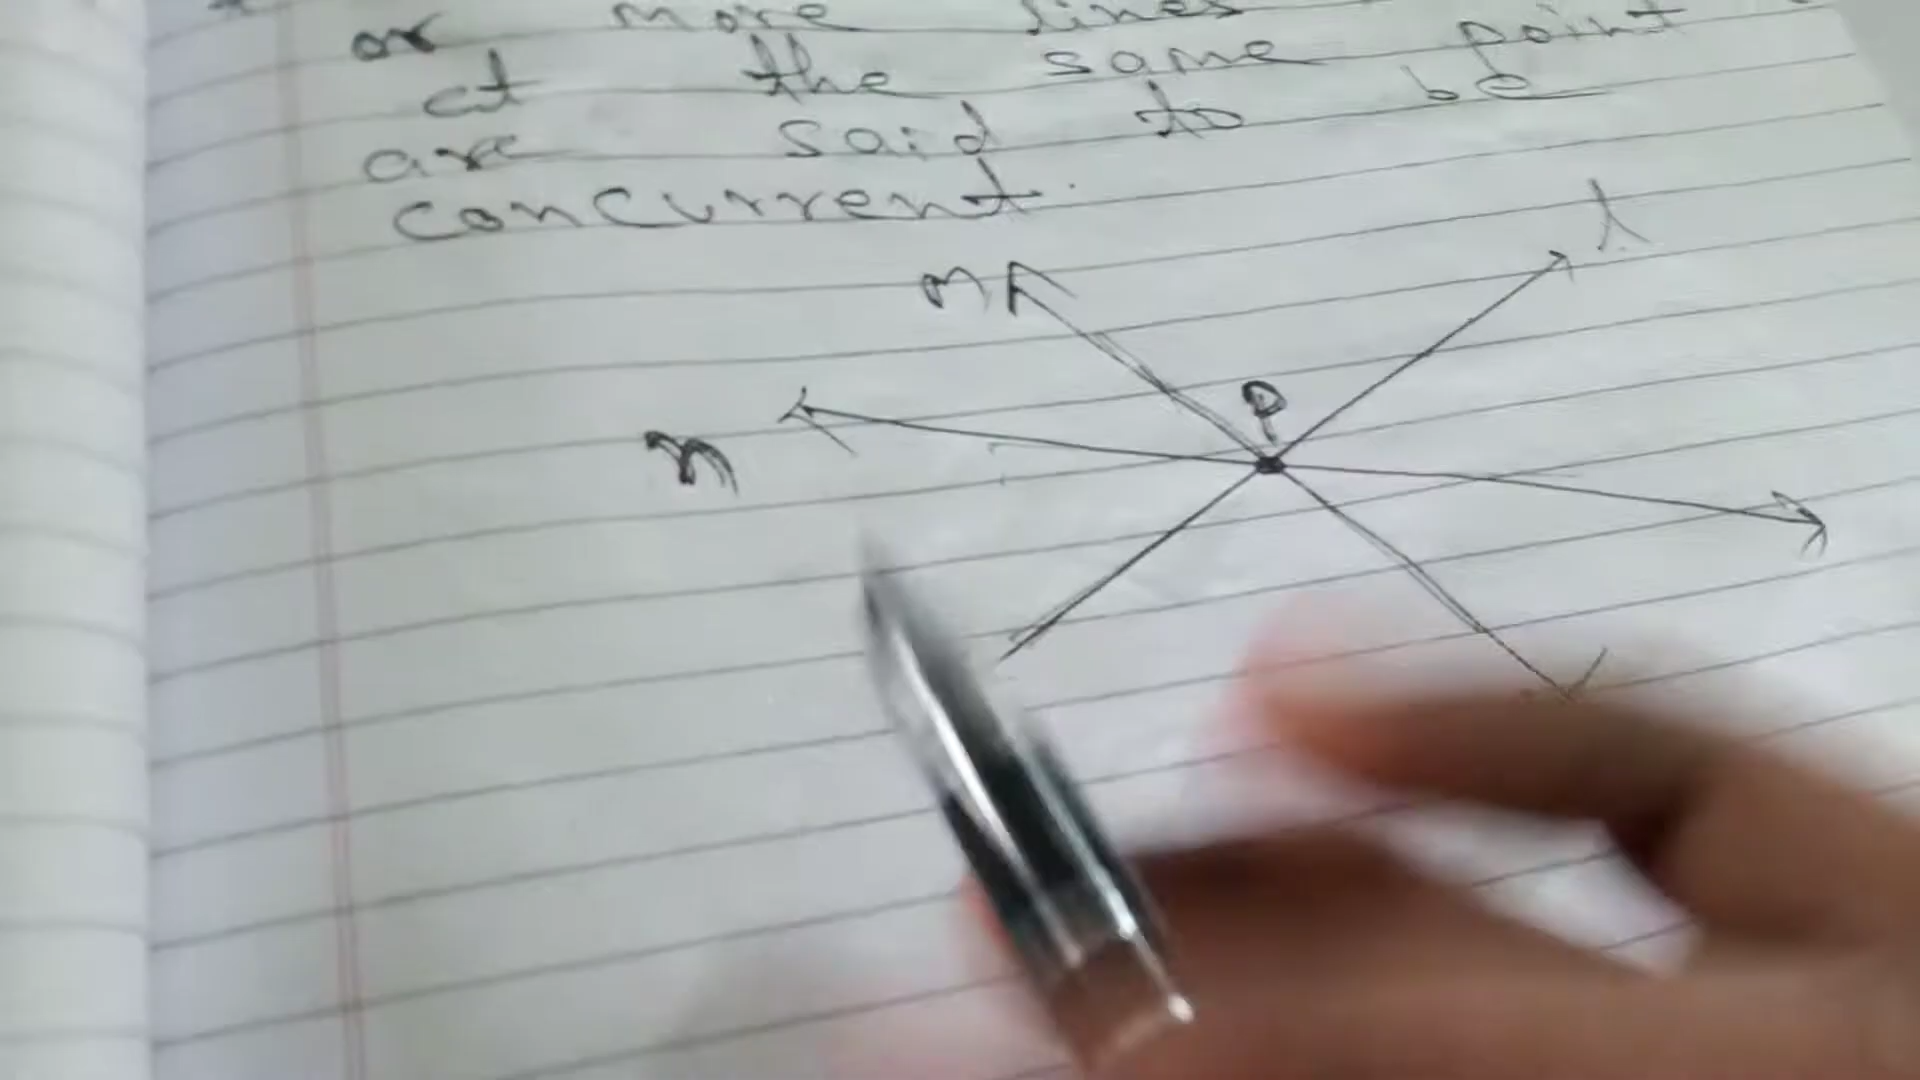 or more lines
at the same point
are said to be
concurrent.
l
m
P
n